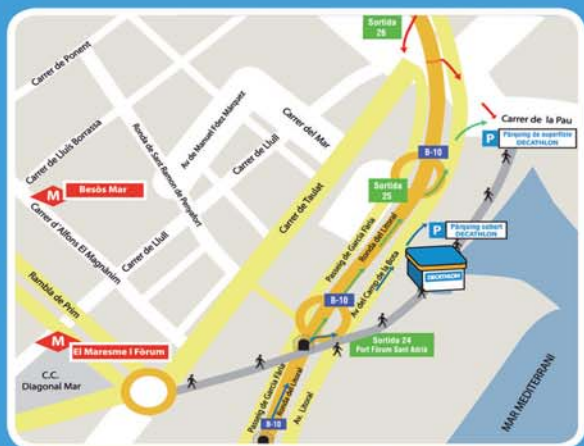 Sortida
26
Carrer de Ponent
Carrer de la Pau
P Pàrquing de superfície
DECATHLON
Av de Manuel Fdez Márquez
Carrer del Mar
Ronda de Sant Ramon de Penyafort
Carrer de Lluís Borrassa
Carrer de Llull
B-10
M Besòs Mar
Carrer de Taulat
Sortida
25
P Pàrquing sobert
DECATHLON
Carrer d'Alfons El Magnànim
Carrer de Llull
Passeig de García Fària
Ronda del Litoral
Av del Camp de la Bota
DECATHLON
Rambla de Prim
B-10
M El Maresme I Fòrum
Sortida 24
Port Fòrum Sant Adrià
C.C.
Diagonal Mar
Passeig de García Fària
Ronda del Litoral
Av. Litoral
B-10
MAR MEDITERRANI